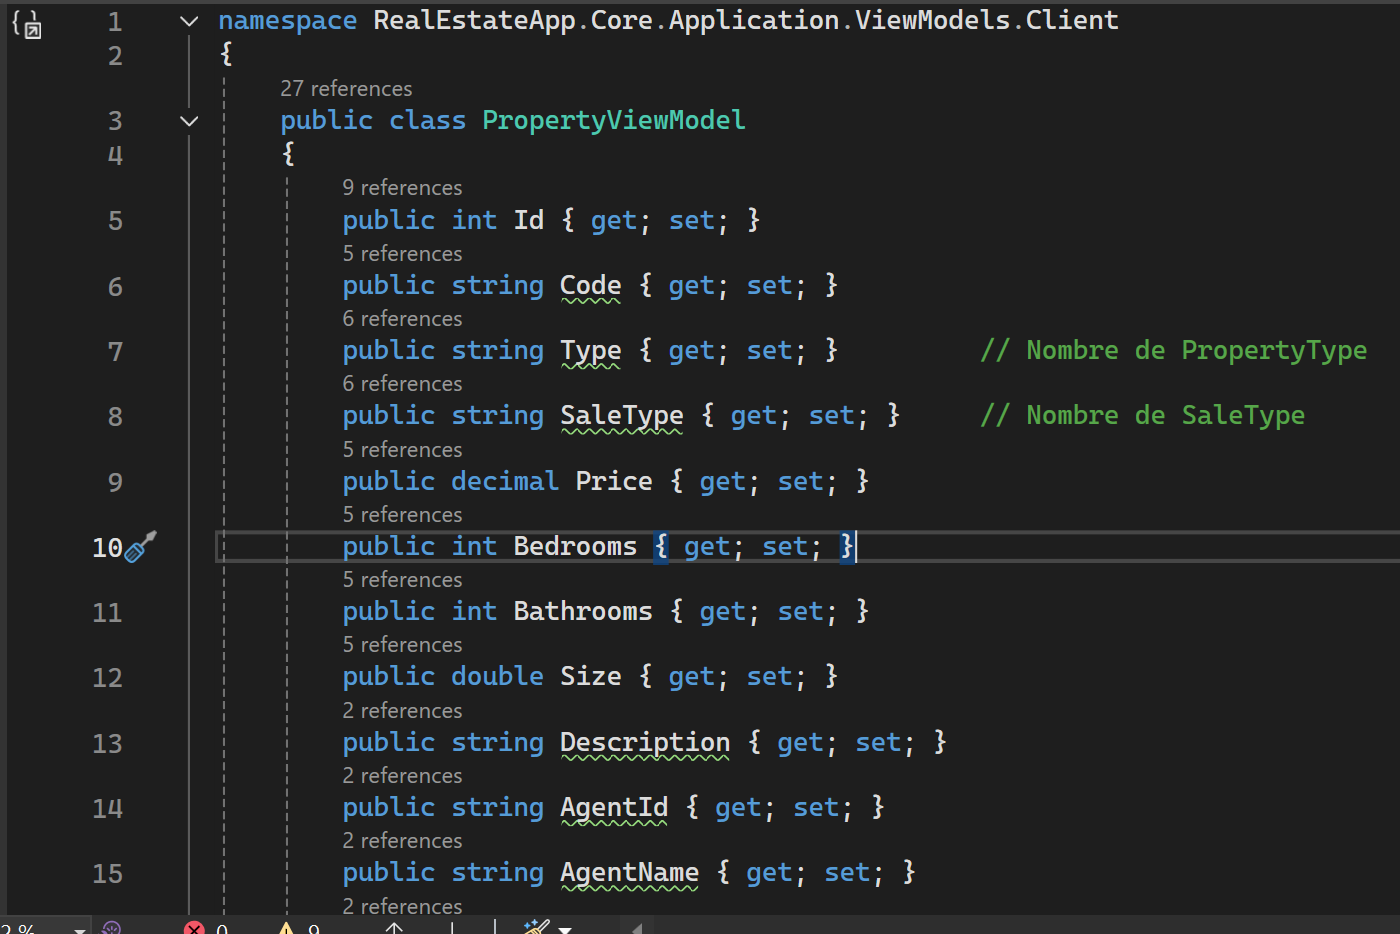 1 namespace RealEstateApp.Core.Application.ViewModels.Client
2 {
27 references
3 public class PropertyViewModel
4 {
9 references
5 public int Id { get; set; }
5 references
6 public string Code { get; set; }
6 references
7 public string Type { get; set; } // Nombre de PropertyType
6 references
8 public string SaleType { get; set; } // Nombre de SaleType
5 references
9 public decimal Price { get; set; }
5 references
10 public int Bedrooms { get; set; }
5 references
11 public int Bathrooms { get; set; }
5 references
12 public double Size { get; set; }
2 references
13 public string Description { get; set; }
2 references
14 public string AgentId { get; set; }
2 references
15 public string AgentName { get; set; }
2 references
2 % 0 9